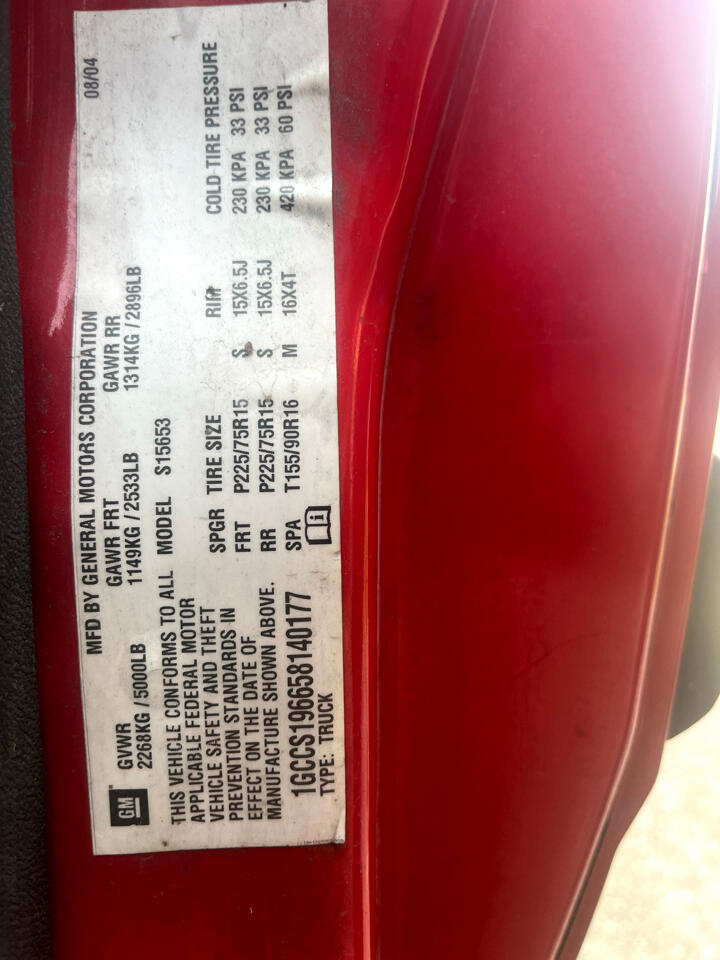 MFD BY GENERAL MOTORS CORPORATION 08/04
GVWR GAWR FRT GAWR RR
2268KG / 5000LB 1149KG / 2533LB 1314KG / 2896LB
GM
THIS VEHICLE CONFORMS TO ALL MODEL S15653
APPLICABLE FEDERAL MOTOR
VEHICLE SAFETY AND THEFT
PREVENTION STANDARDS IN
EFFECT ON THE DATE OF
MANUFACTURE SHOWN ABOVE.
SPGR TIRE SIZE RIM COLD TIRE PRESSURE
FRT P225/75R15 S 15X6.5J 230 KPA 33 PSI
RR P225/75R15 S 15X6.5J 230 KPA 33 PSI
SPA T155/90R16 M 16X4T 420 KPA 60 PSI
1GCCS196658140177
TYPE: TRUCK